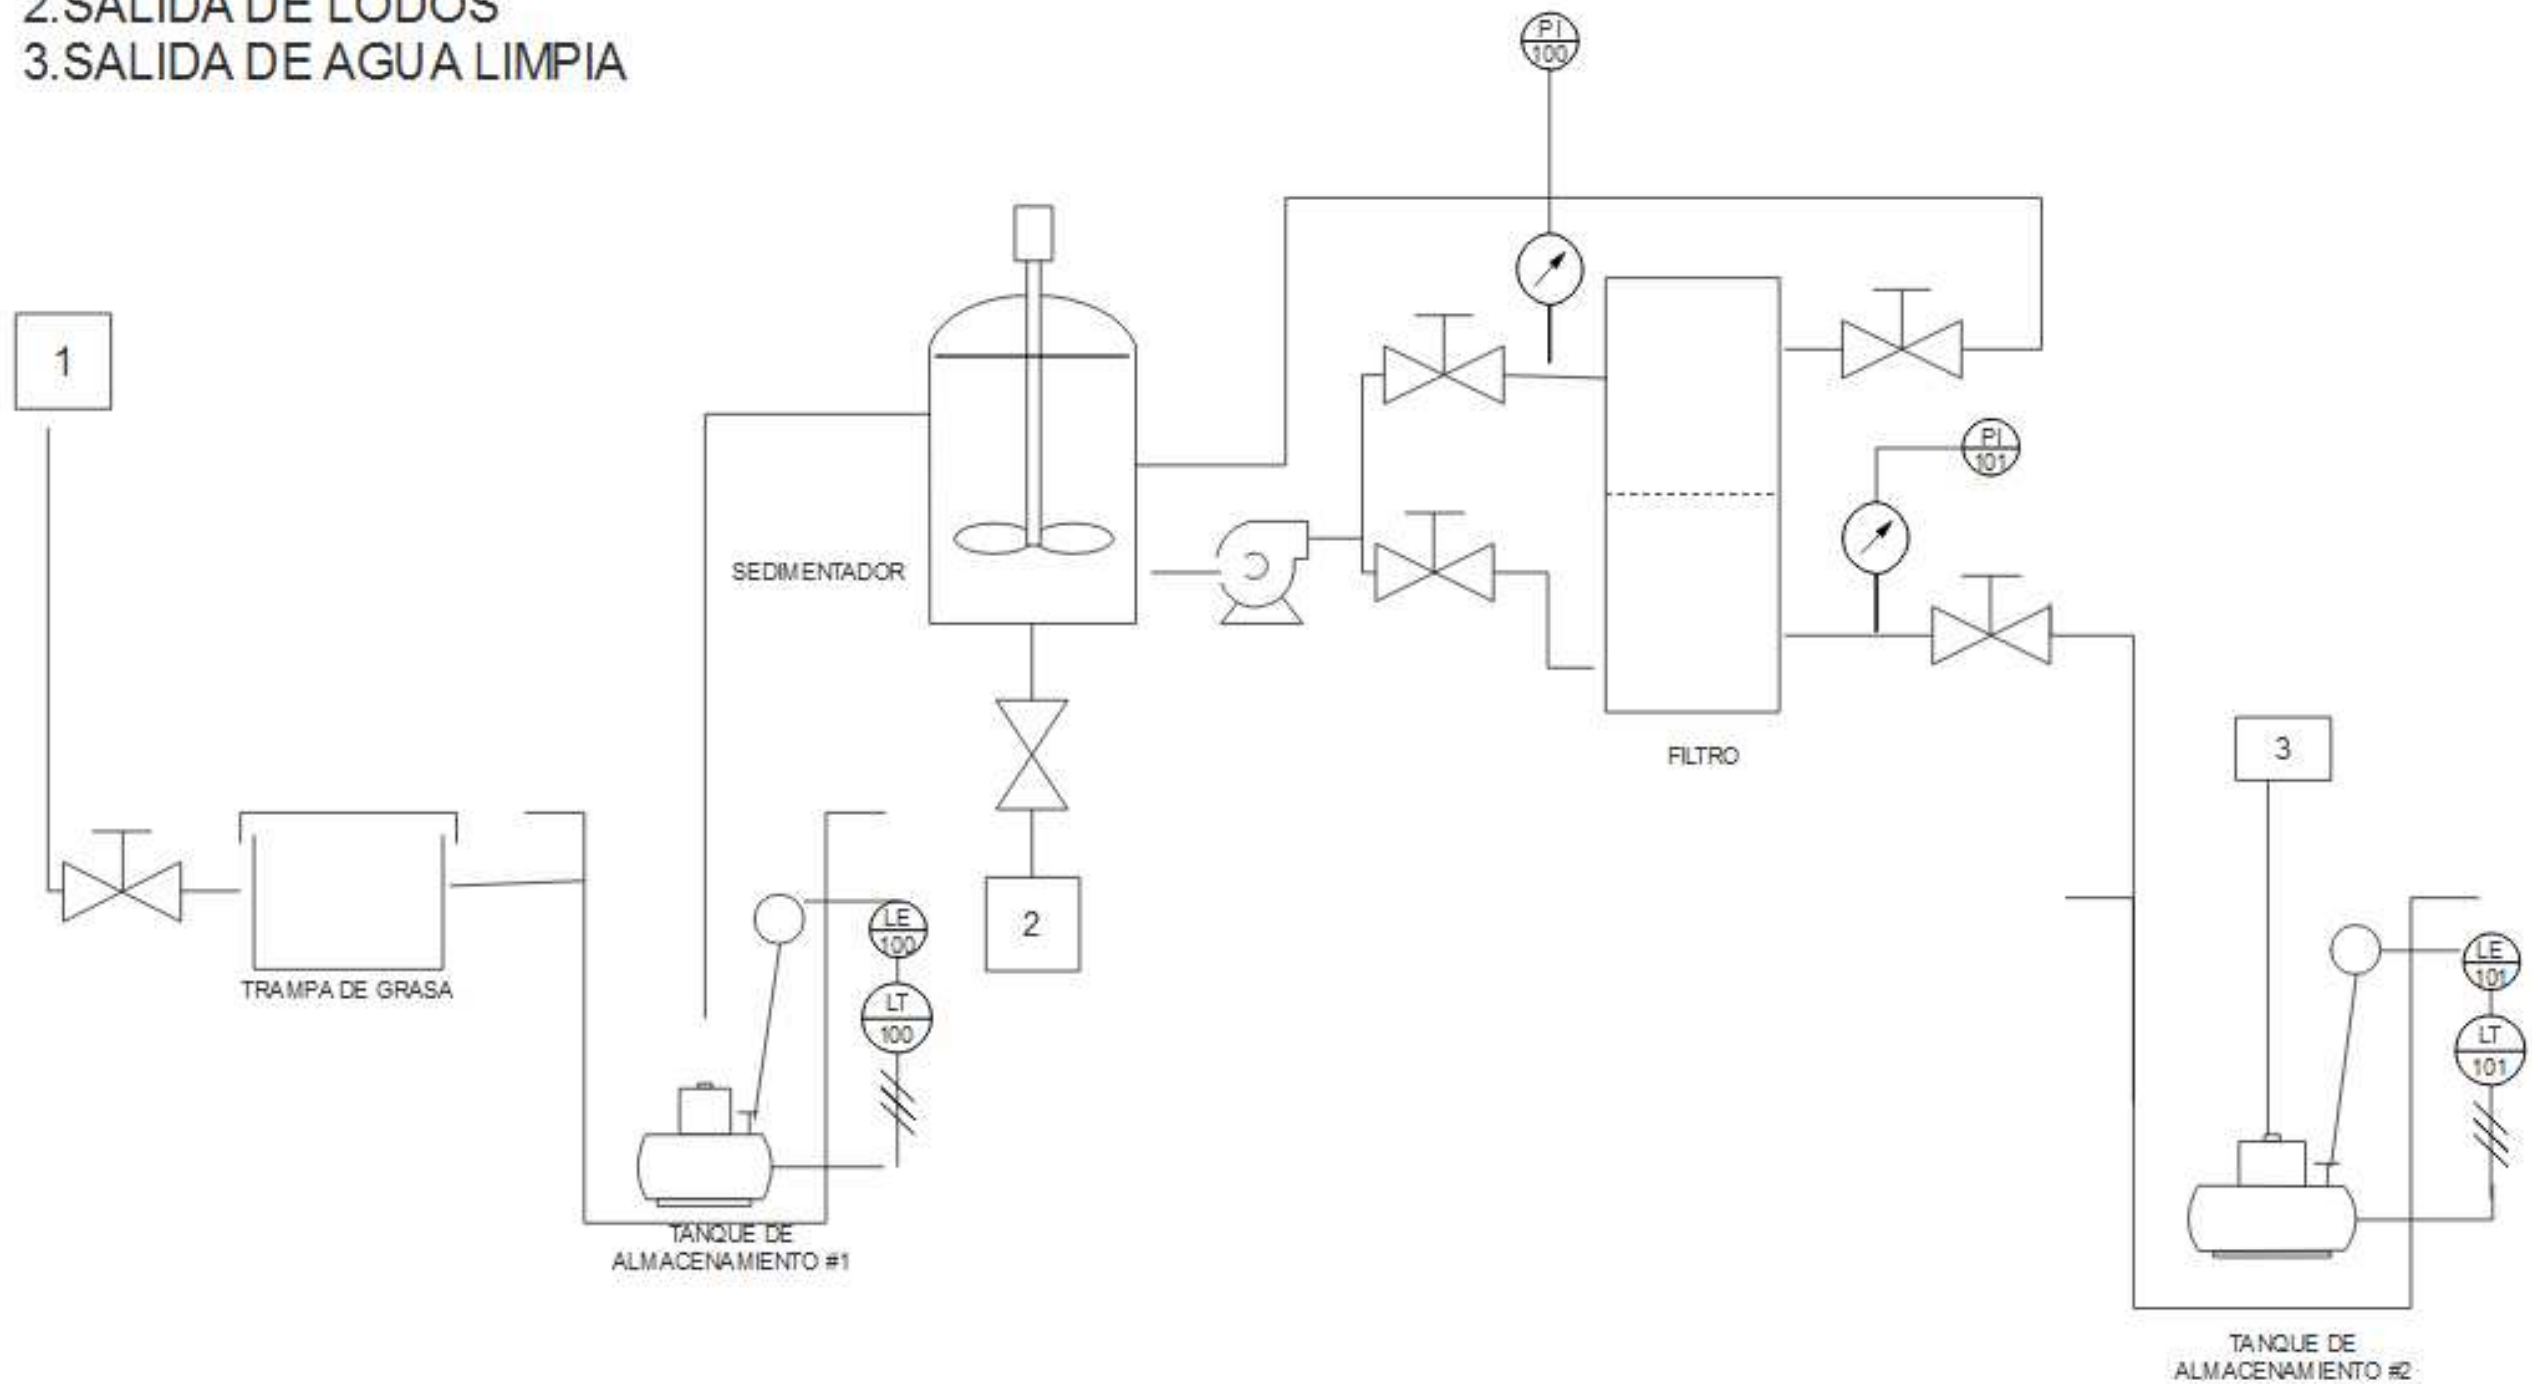 2.SALIDA DE LODOS
3.SALIDA DE AGUA LIMPIA
PI
100
1
PI
101
SEDIMENTADOR
FILTRO
3
2
LE
100
LT
100
TRAMPA DE GRASA
LE
101
LT
101
TANQUE DE
ALMACENAMIENTO #1
TANQUE DE
ALMACENAMIENTO #2